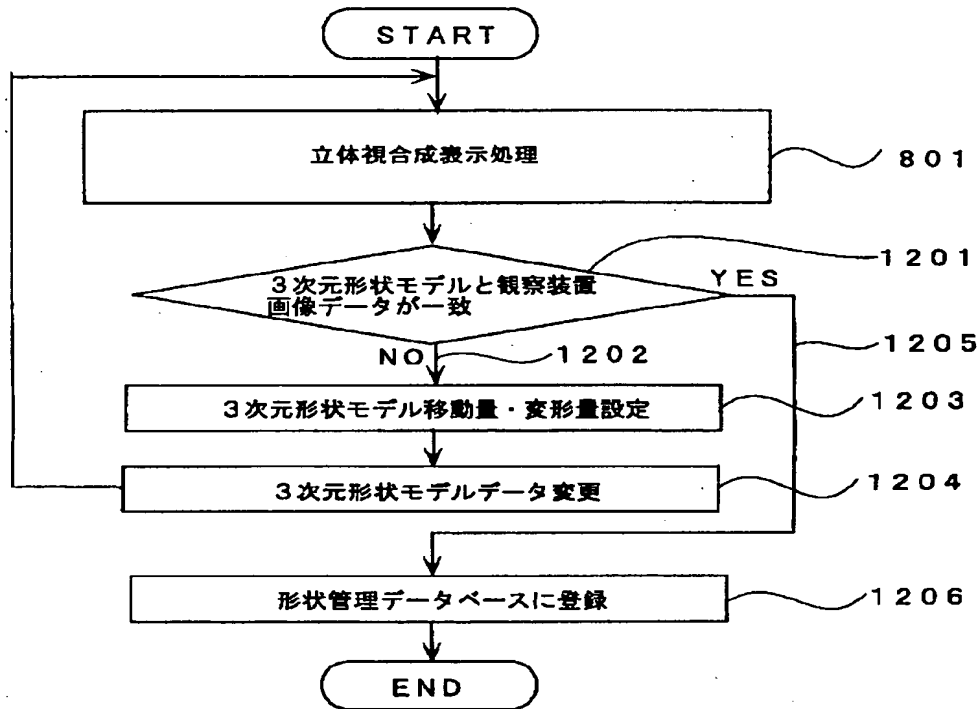 START
立体視合成表示処理
801
1201
3次元形状モデルと観察装置
画像データが一致
YES
1205
NO
1202
3次元形状モデル移動量・変形量設定
1203
3次元形状モデルデータ変更
1204
形状管理データベースに登録
1206
END